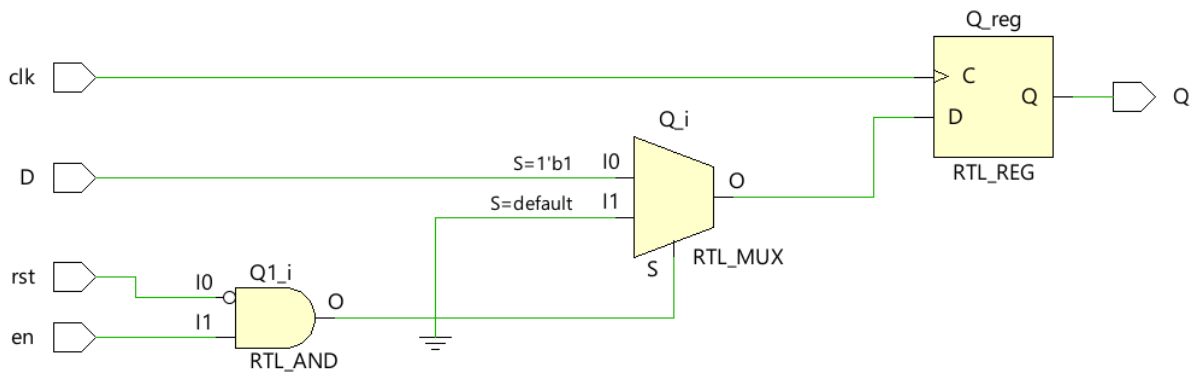 Q_reg
clk
C
Q
Q
D
RTL_REG
Q_i
D
S=1'b1
I0
S=default
I1
O
S
RTL_MUX
rst
I0
Q1_i
O
en
I1
RTL_AND